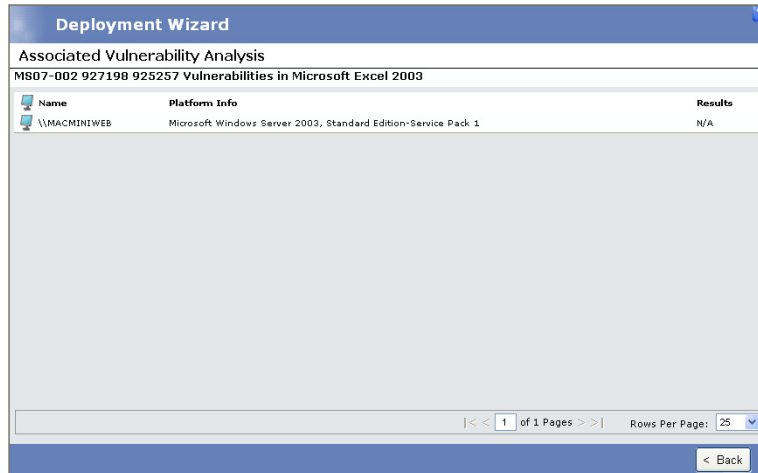 Deployment Wizard
Associated Vulnerability Analysis
MS07-002 927198 925257 Vulnerabilities in Microsoft Excel 2003
Name Platform Info Results
\\MACMINIWEB Microsoft Windows Server 2003, Standard Edition-Service Pack 1 N/A
|< < 1 of 1 Pages > >| Rows Per Page: 25
< Back